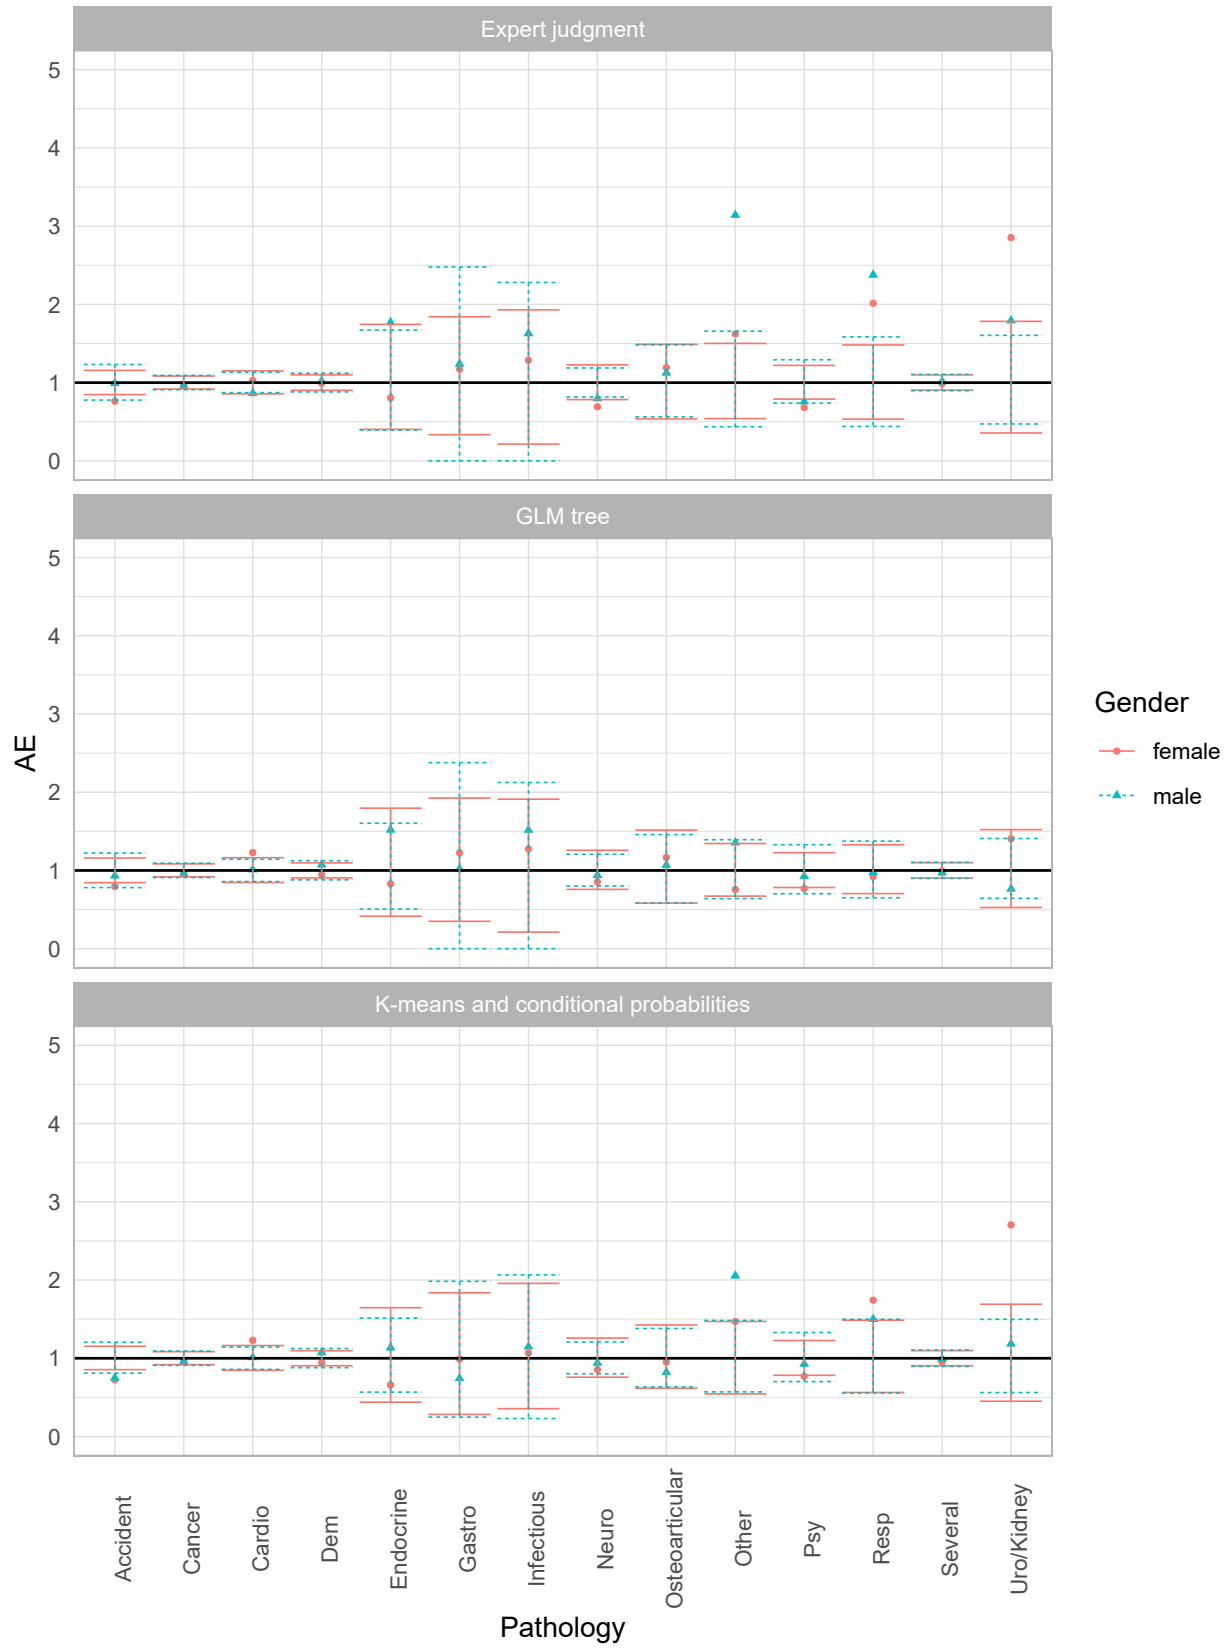 Expert judgment
5
4
3
2
1
0
GLM tree
5
4
3
2
1
0
K-means and conditional probabilities
5
4
3
2
1
0
AE
Accident
Cancer
Cardio
Dem
Endocrine
Gastro
Infectious
Neuro
Osteoarticular
Other
Psy
Resp
Several
Uro/Kidney
Pathology
Gender
female
male